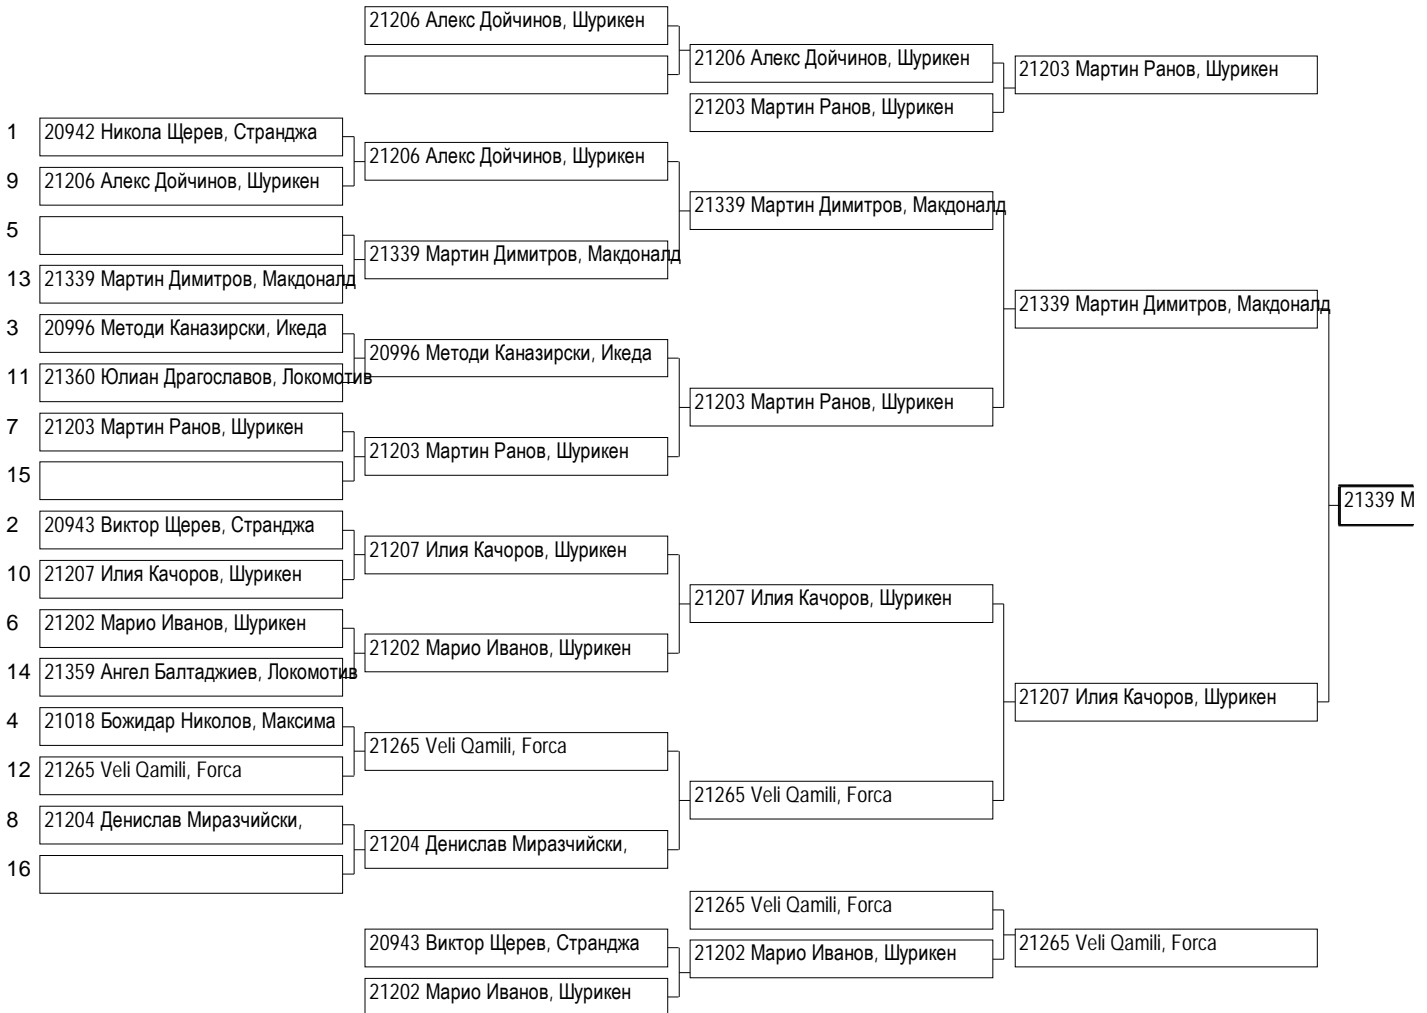 21206 Алекс Дойчинов, Шурикен
21206 Алекс Дойчинов, Шурикен
21203 Мартин Ранов, Шурикен
21203 Мартин Ранов, Шурикен
1 20942 Никола Щерев, Странджа
21206 Алекс Дойчинов, Шурикен
9 21206 Алекс Дойчинов, Шурикен
21339 Мартин Димитров, Макдоналд
5
21339 Мартин Димитров, Макдоналд
13 21339 Мартин Димитров, Макдоналд
21339 Мартин Димитров, Макдоналд
3 20996 Методи Каназирски, Икеда
20996 Методи Каназирски, Икеда
11 21360 Юлиан Драгославов, Локомотив
21203 Мартин Ранов, Шурикен
7 21203 Мартин Ранов, Шурикен
21203 Мартин Ранов, Шурикен
15
21339 М
2 20943 Виктор Щерев, Странджа
21207 Илия Качоров, Шурикен
10 21207 Илия Качоров, Шурикен
21207 Илия Качоров, Шурикен
6 21202 Марио Иванов, Шурикен
21202 Марио Иванов, Шурикен
14 21359 Ангел Балтаджиев, Локомотив
21207 Илия Качоров, Шурикен
4 21018 Божидар Николов, Максима
21265 Veli Qamili, Forca
12 21265 Veli Qamili, Forca
21265 Veli Qamili, Forca
8 21204 Денислав Миразчийски,
21204 Денислав Миразчийски,
16
21265 Veli Qamili, Forca
20943 Виктор Щерев, Странджа
21265 Veli Qamili, Forca
21202 Марио Иванов, Шурикен
21202 Марио Иванов, Шурикен